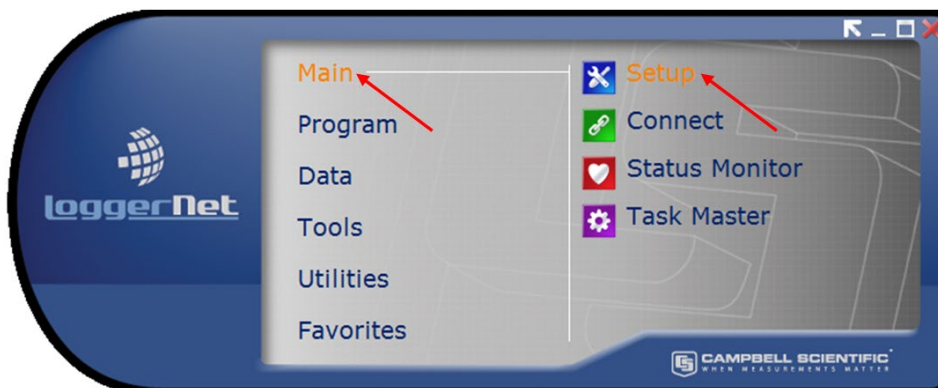 Main
Program
Data
Tools
Utilities
Favorites
Setup
Connect
Status Monitor
Task Master
LoggerNet
CAMPBELL SCIENTIFIC
WHEN MEASUREMENTS MATTER